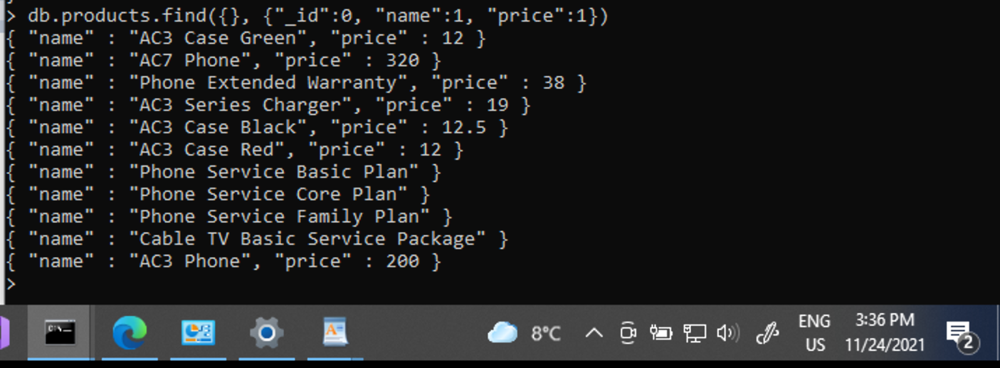 > db.products.find({}, {"_id":0, "name":1, "price":1})
{ "name" : "AC3 Case Green", "price" : 12 }
{ "name" : "AC7 Phone", "price" : 320 }
{ "name" : "Phone Extended Warranty", "price" : 38 }
{ "name" : "AC3 Series Charger", "price" : 19 }
{ "name" : "AC3 Case Black", "price" : 12.5 }
{ "name" : "AC3 Case Red", "price" : 12 }
{ "name" : "Phone Service Basic Plan" }
{ "name" : "Phone Service Core Plan" }
{ "name" : "Phone Service Family Plan" }
{ "name" : "Cable TV Basic Service Package" }
{ "name" : "AC3 Phone", "price" : 200 }
>
8°C
ENG
US
3:36 PM
11/24/2021
2